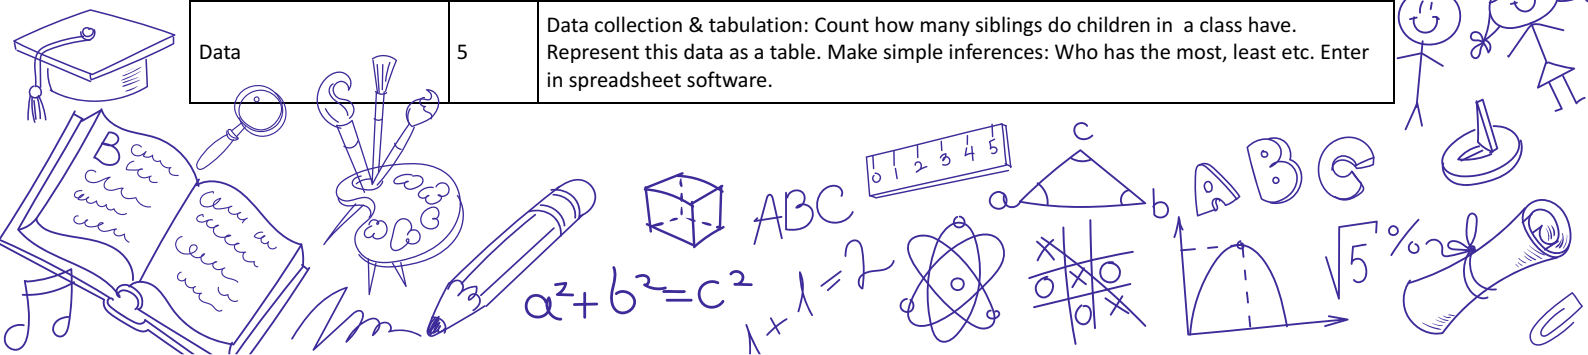 Data
5
Data collection & tabulation: Count how many siblings do children in  a class have.
Represent this data as a table. Make simple inferences: Who has the most, least etc. Enter
in spreadsheet software.
B
0 1 2 3 4 5
c
a
b
ABC
ABC
a²+b²=c²
1+1=2
X
X O
O
O X
√5
%